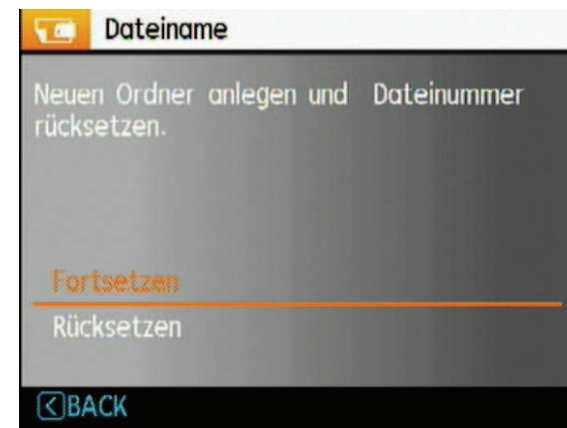 Dateiname
Neuen Ordner anlegen und Dateinummer
rücksetzen.
Fortsetzen
Rücksetzen
BACK